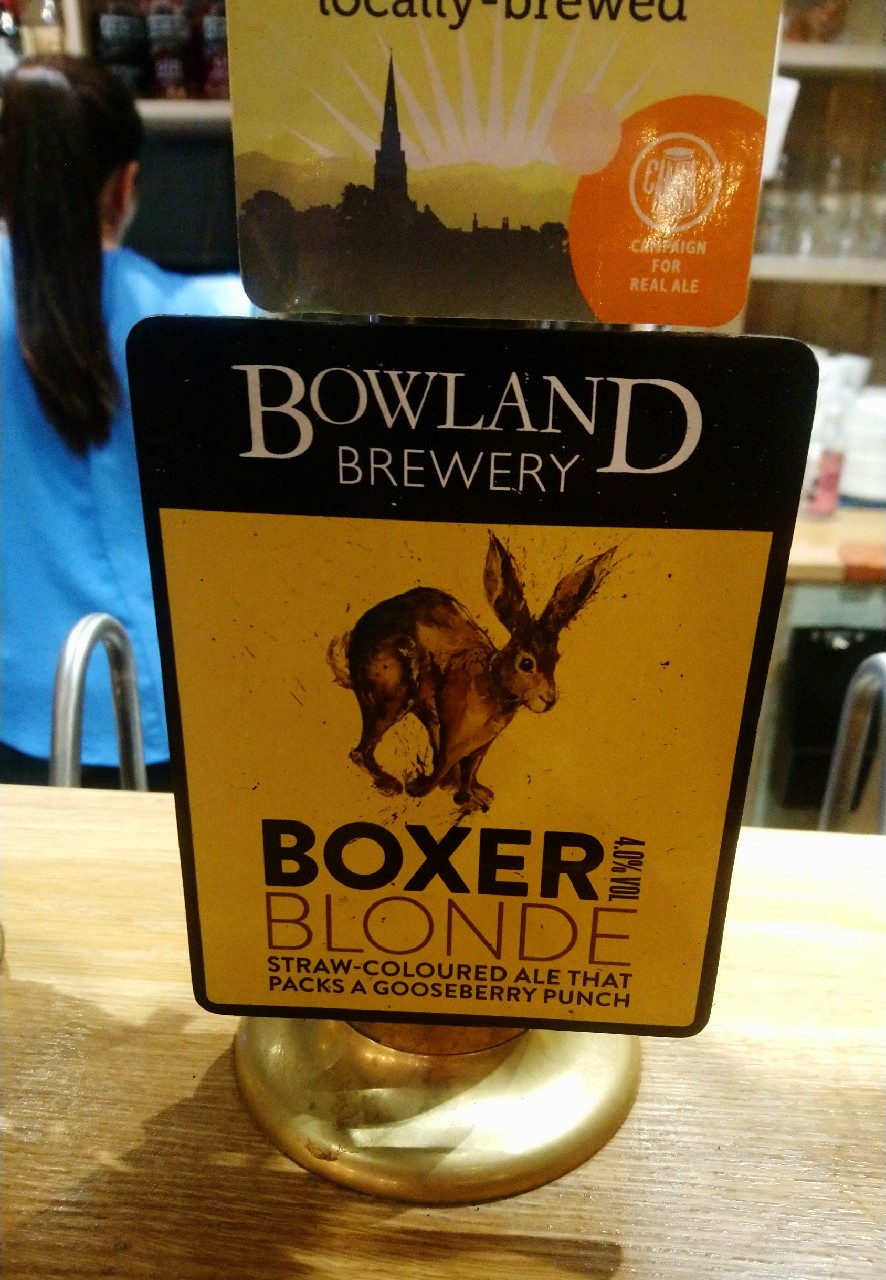 locally-brewed
CAMPAIGN
FOR
REAL ALE
BOWLAND
BREWERY
BOXER
4.0% VOL
BLONDE
STRAW-COLOURED ALE THAT
PACKS A GOOSEBERRY PUNCH